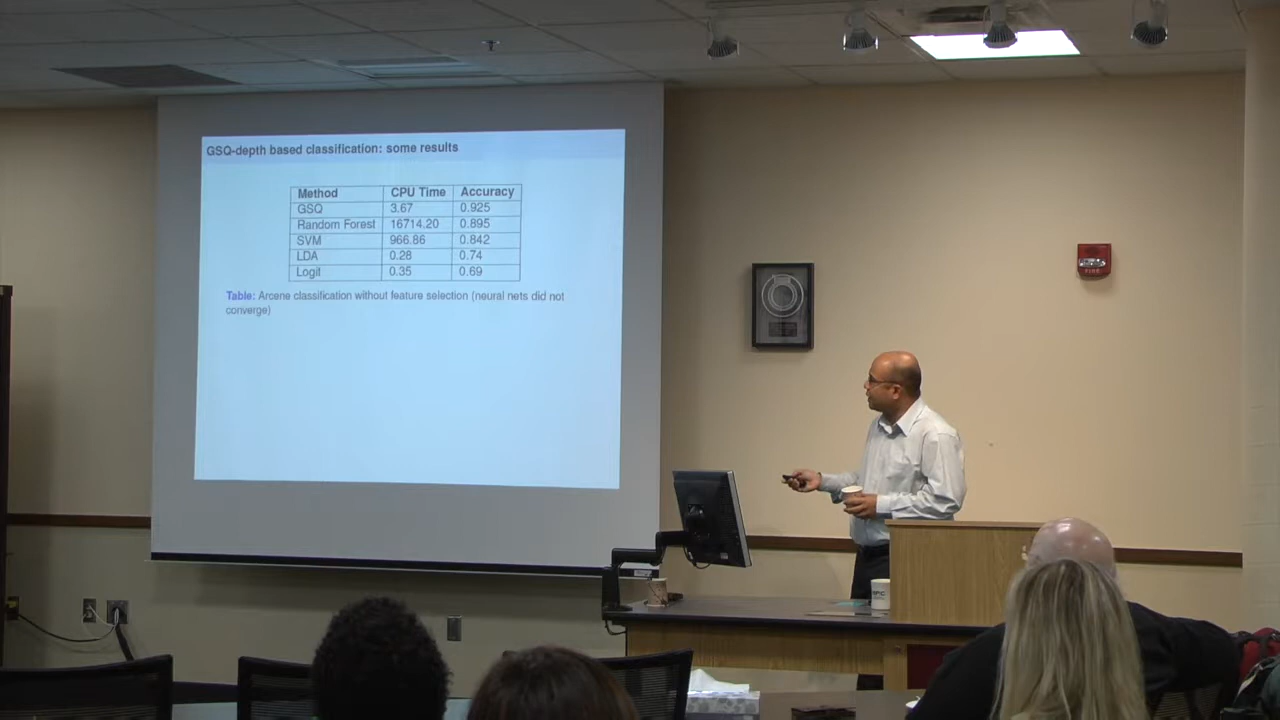 GSQ-depth based classification: some results
Method CPU Time Accuracy
GSQ 3.67 0.925
Random Forest 16714.20 0.895
SVM 966.86 0.842
LDA 0.28 0.74
Logit 0.35 0.69
Table: Arcene classification without feature selection (neural nets did not
converge)
FIRE